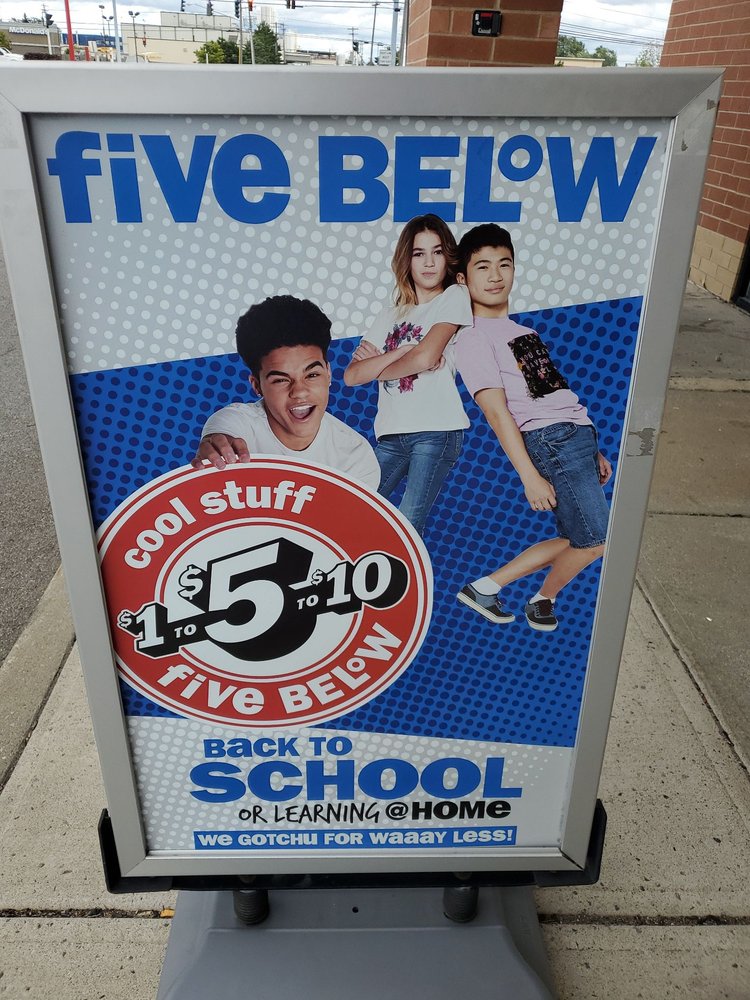 McDonald's
five BELoW
cool stuff
$1 TO $5 TO $10
five BELoW
Back to
SCHOOL
OR LEARNING @HOME
we GOTCHU FOR waaay Less!